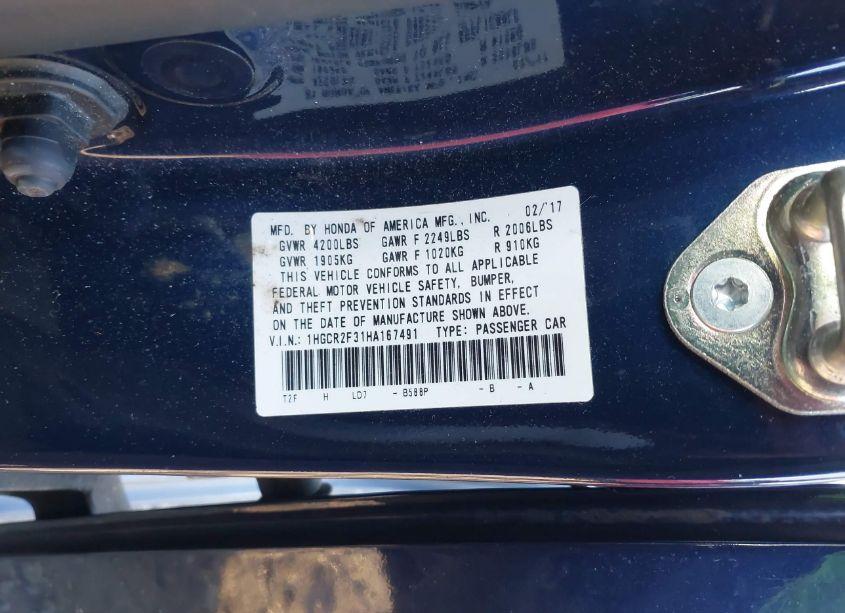 MFD. BY HONDA OF AMERICA MFG., INC. 02/17
GVWR 4200LBS GAWR F 2249LBS R 2006LBS
GVWR 1905KG GAWR F 1020KG R 910KG
THIS VEHICLE CONFORMS TO ALL APPLICABLE
FEDERAL MOTOR VEHICLE SAFETY, BUMPER,
AND THEFT PREVENTION STANDARDS IN EFFECT
ON THE DATE OF MANUFACTURE SHOWN ABOVE.
V.I.N.: 1HGCR2F31HA167491 TYPE: PASSENGER CAR
T2F H LD7 -B588P -B -A